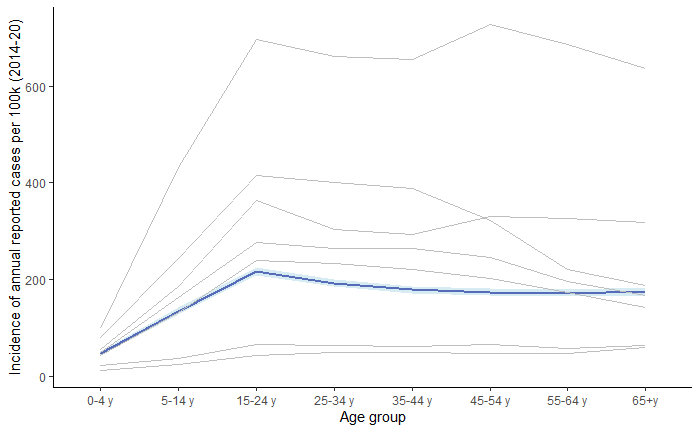 Incidence of annual reported cases per 100k (2014-20)
600
400
200
0
0-4 y
5-14 y
15-24 y
25-34 y
35-44 y
45-54 y
55-64 y
65+y
Age group